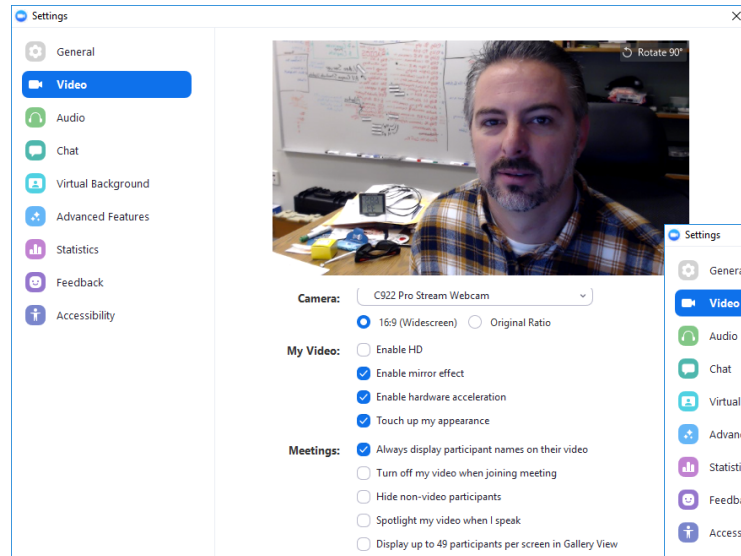 Settings
General
Rotate 90°
Video
Audio
Chat
Virtual Background
Advanced Features
Statistics
Feedback
Accessibility
Camera:
C922 Pro Stream Webcam
16:9 (Widescreen)
Original Ratio
My Video:
Enable HD
Enable mirror effect
Enable hardware acceleration
Touch up my appearance
Meetings:
Always display participant names on their video
Turn off my video when joining meeting
Hide non-video participants
Spotlight my video when I speak
Display up to 49 participants per screen in Gallery View
Settings
Genera
Video
Audio
Chat
Virtual
Advanc
Statisti
Feedba
Access